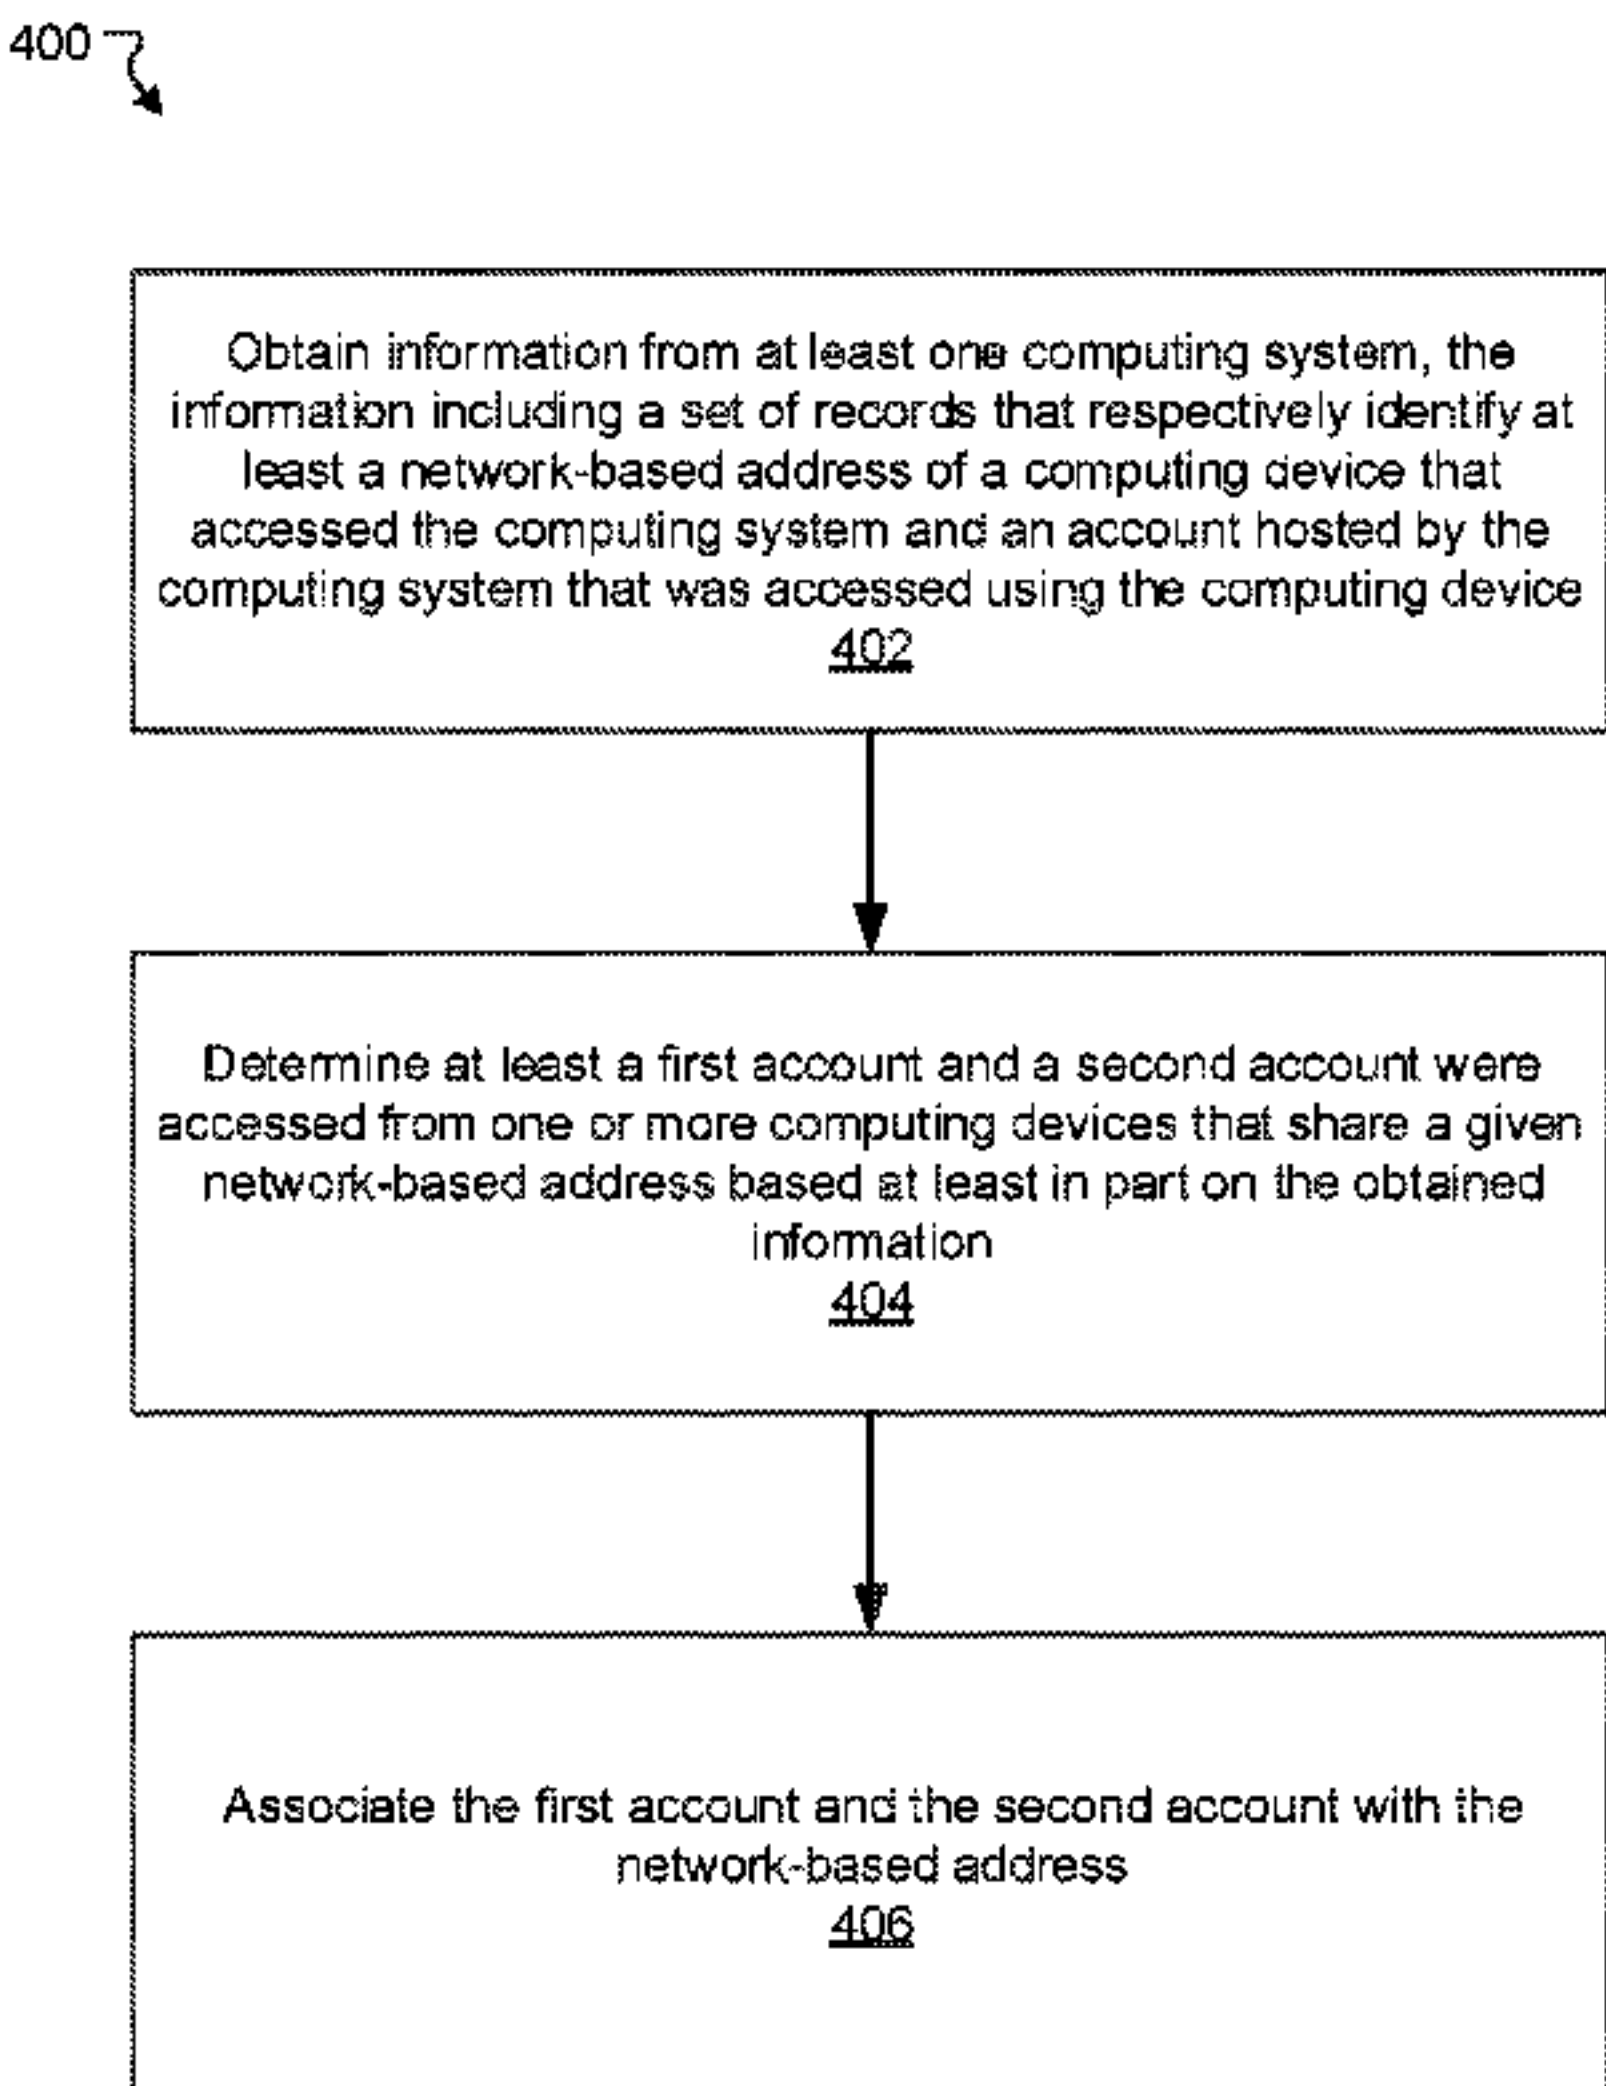 400
Obtain information from at least one computing system, the
information including a set of records that respectively identify at
least a network-based address of a computing device that
accessed the computing system and an account hosted by the
computing system that was accessed using the computing device
402
Determine at least a first account and a second account were
accessed from one or more computing devices that share a given
network-based address based at least in part on the obtained
information
404
Associate the first account and the second account with the
network-based address
406